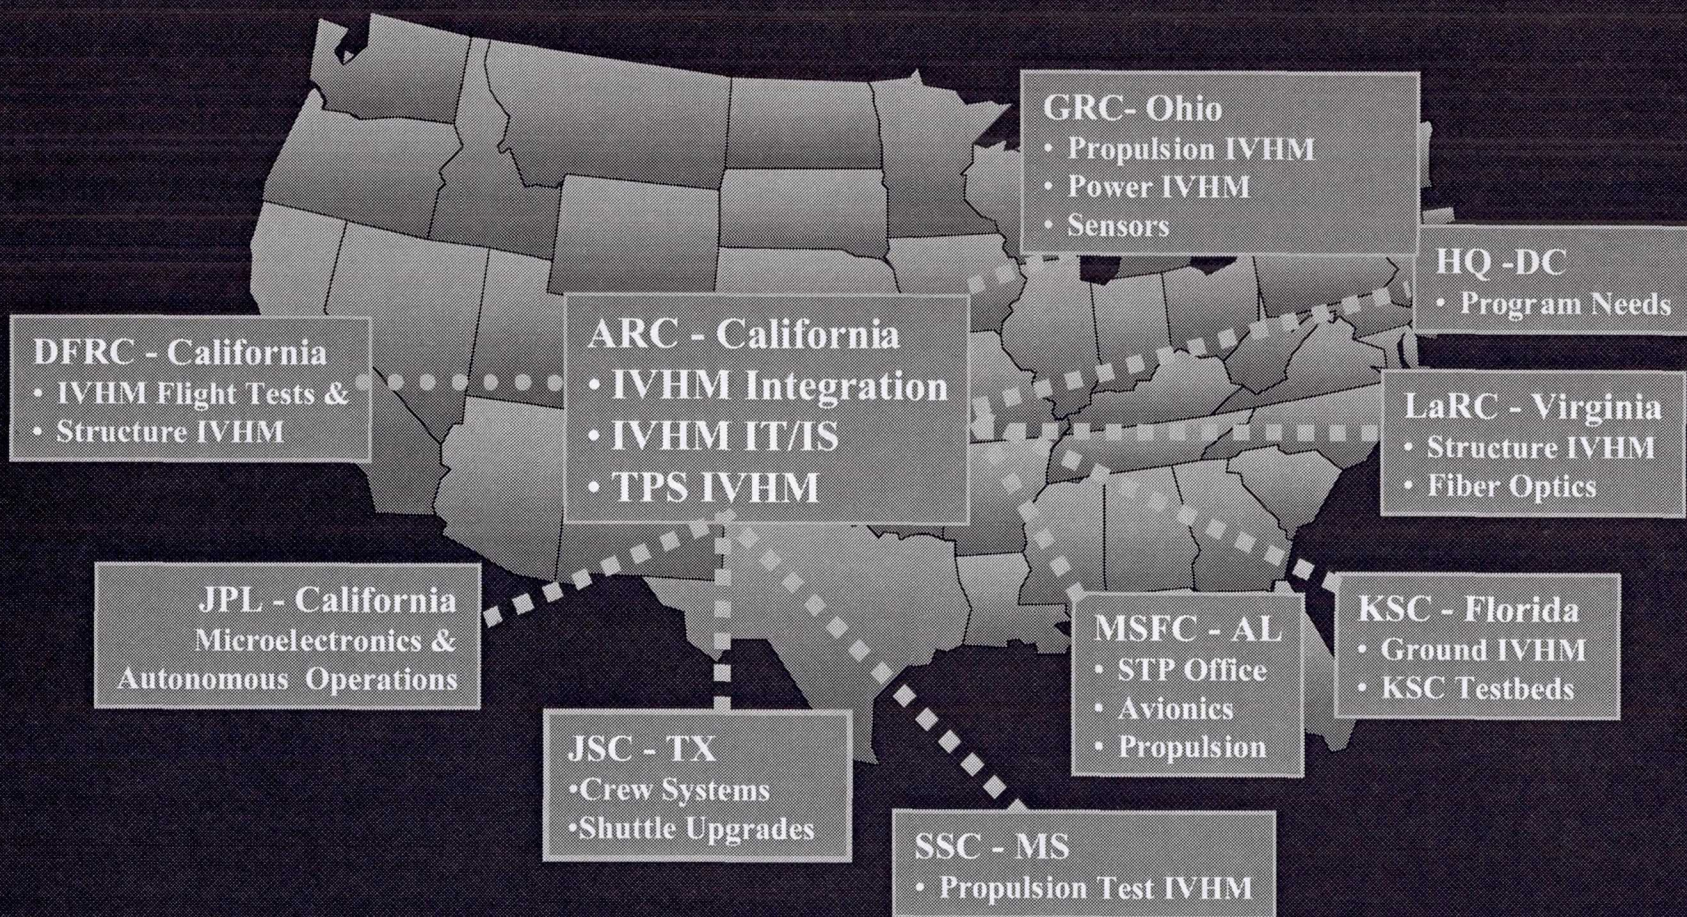 GRC- Ohio
• Propulsion IVHM
• Power IVHM
• Sensors
HQ -DC
• Program Needs
DFRC - California
• IVHM Flight Tests &
• Structure IVHM
ARC - California
• IVHM Integration
• IVHM IT/IS
• TPS IVHM
LaRC - Virginia
• Structure IVHM
• Fiber Optics
JPL - California
Microelectronics &
Autonomous Operations
JSC - TX
•Crew Systems
•Shuttle Upgrades
SSC - MS
• Propulsion Test IVHM
MSFC - AL
• STP Office
• Avionics
• Propulsion
KSC - Florida
• Ground IVHM
• KSC Testbeds